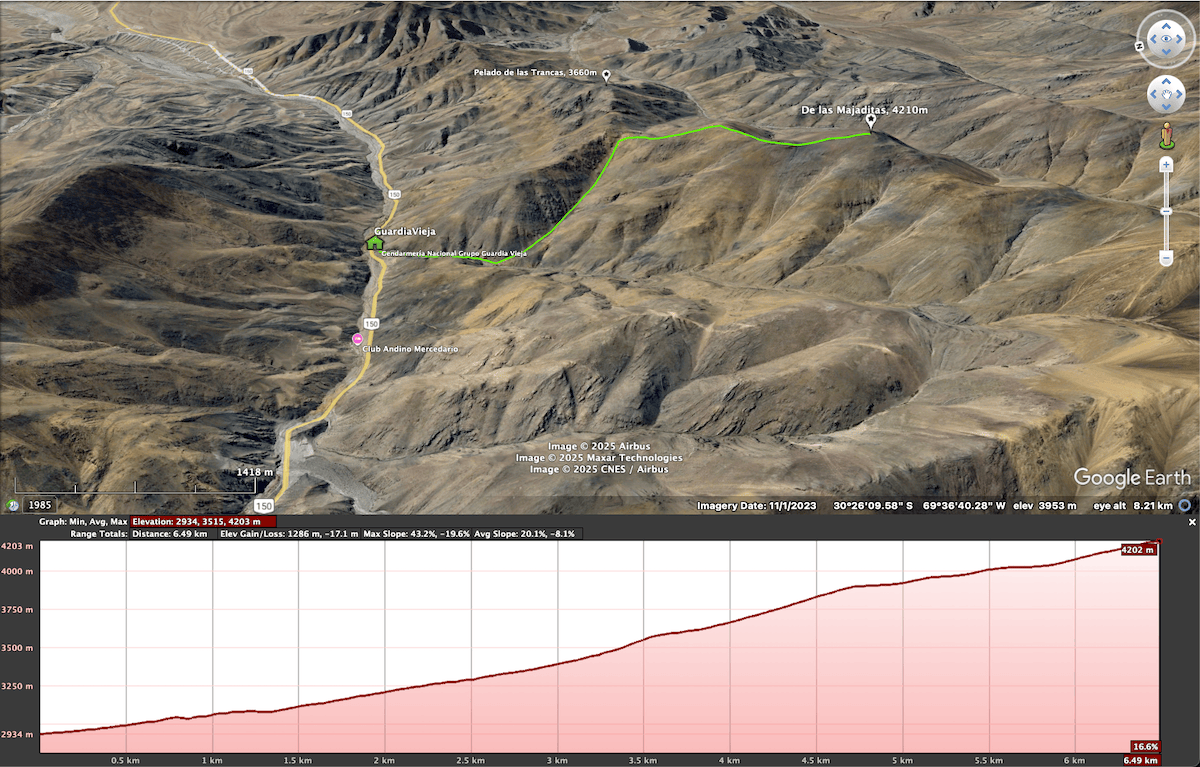 Pelado de las Trancas, 3660m
De las Majaditas, 4210m
150
150
150
GuardiaVieja
Gendarmería Nacional Grupo Guardia Vieja
150
Club Andino Mercedario
Image © 2025 Airbus
Image © 2025 Maxar Technologies
Image © 2025 CNES / Airbus
1418 m
Google Earth
1985
150
Imagery Date: 11/1/2023 30°26'09.58" S 69°36'40.28" W elev 3953 m eye alt 8.21 km
Graph: Min, Avg, Max Elevation: 2934, 3515, 4203 m
Range Totals: Distance: 6.49 km Elev Gain/Loss: 1286 m, -17.1 m Max Slope: 43.2%, -19.6% Avg Slope: 20.1%, -8.1%
4203 m
4202 m
4000 m
3750 m
3500 m
3250 m
2934 m
16.6%
0.5 km 1 km 1.5 km 2 km 2.5 km 3 km 3.5 km 4 km 4.5 km 5 km 5.5 km 6 km 6.49 km